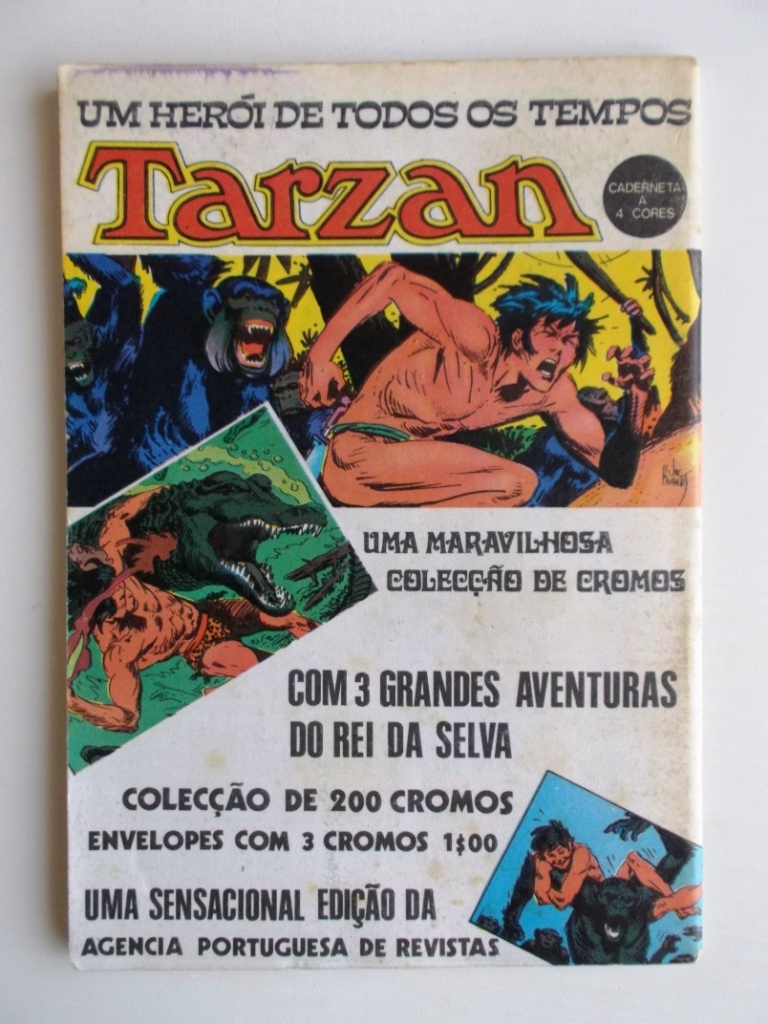 UM HERÓI DE TODOS OS TEMPOS
Tarzan
CADERNETA
A
4 CORES
Joe
Kubert
UMA MARAVILHOSA
COLECÇÃO DE CROMOS
COM 3 GRANDES AVENTURAS
DO REI DA SELVA
COLECÇÃO DE 200 CROMOS
ENVELOPES COM 3 CROMOS 1$00
UMA SENSACIONAL EDIÇÃO DA
AGENCIA PORTUGUESA DE REVISTAS